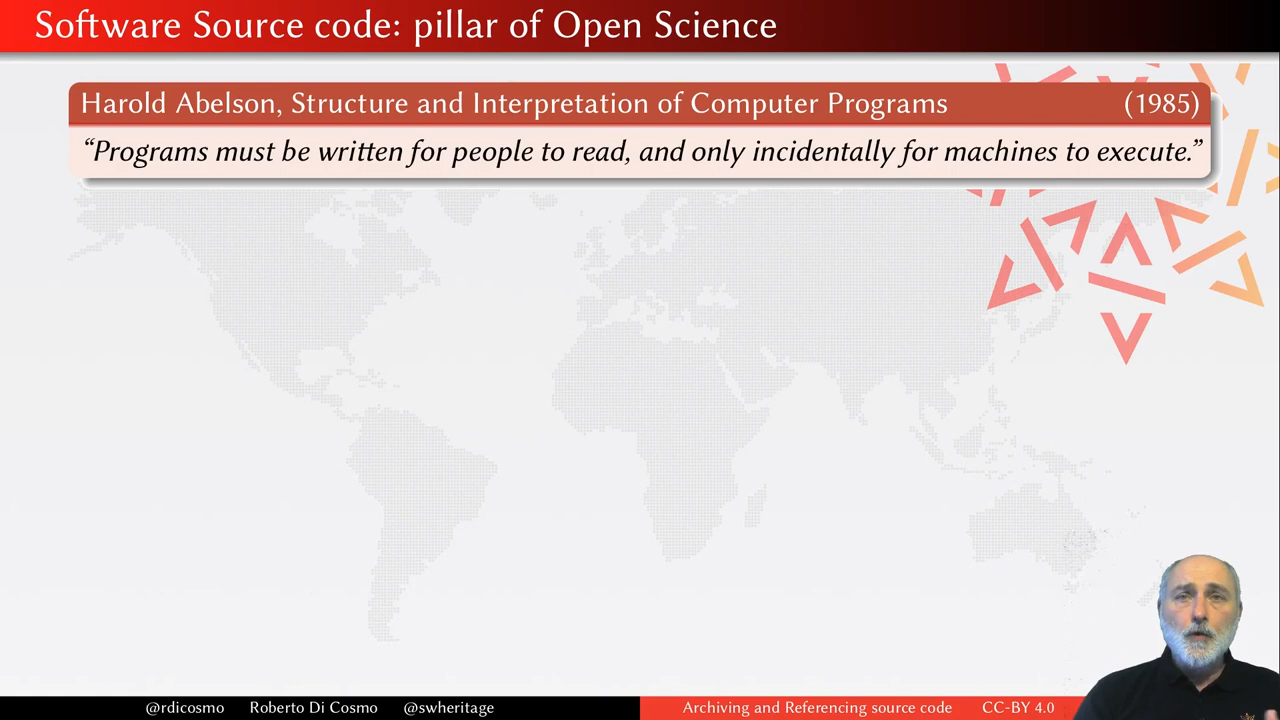 Software Source code: pillar of Open Science
Harold Abelson, Structure and Interpretation of Computer Programs (1985)
“Programs must be written for people to read, and only incidentally for machines to execute.”
@rdicosmo Roberto Di Cosmo @swheritage Archiving and Referencing source code CC-BY 4.0